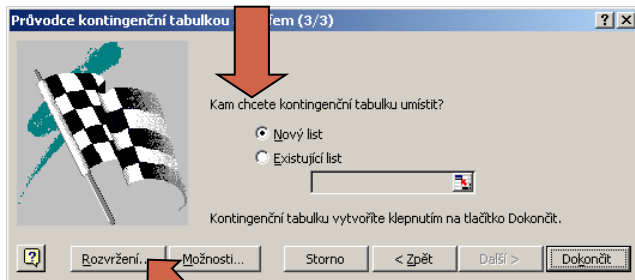 Průvodce kontingenční tabulkou fem (3/3)
Kam chcete kontingenční tabulku umístit?
Nový list
Existující list
Kontingenční tabulku vytvoříte klepnutím na tlačítko Dokončit.
Rozvržení... Možnosti... Storno < Zpět Další > Dokončit